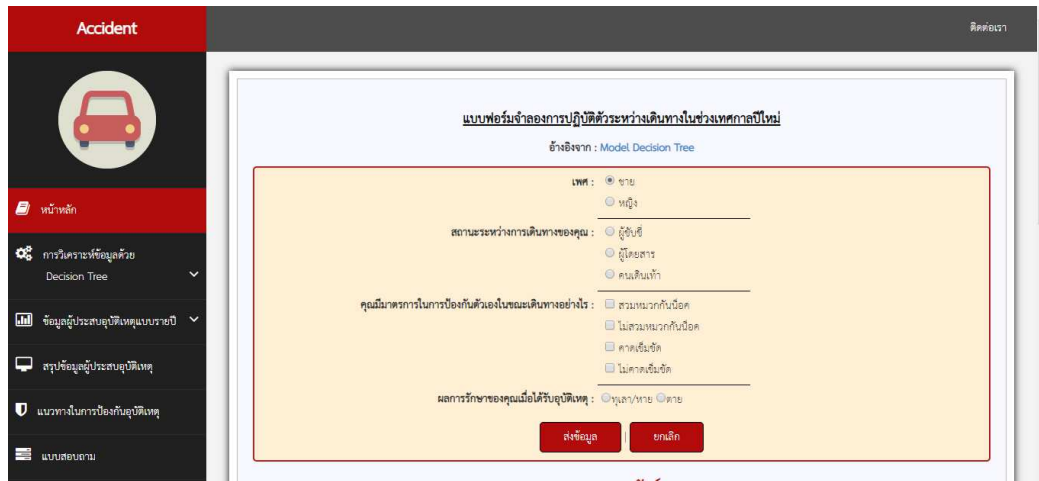 Accident
ติดต่อเรา
หน้าหลัก
การวิเคราะห์ข้อมูลด้วย
Decision Tree
ข้อมูลผู้ประสบอุบัติเหตุแบบรายปี
สรุปข้อมูลผู้ประสบอุบัติเหตุ
แนวทางในการป้องกันอุบัติเหตุ
แบบสอบถาม
แบบฟอร์มจำลองการปฏิบัติตัวระหว่างเดินทางในช่วงเทศกาลปีใหม่
อ้างอิงจาก : Model Decision Tree
เพศ : ชาย
หญิง
สถานะระหว่างการเดินทางของคุณ : ผู้ขับขี่
ผู้โดยสาร
คนเดินเท้า
คุณมีมาตรการในการป้องกันตัวเองในขณะเดินทางอย่างไร : สวมหมวกกันน็อค
ไม่สวมหมวกกันน็อค
คาดเข็มขัด
ไม่คาดเข็มขัด
ผลการรักษาของคุณเมื่อได้รับอุบัติเหตุ : ทุเลา/หาย ตาย
ส่งข้อมูล | ยกเลิก